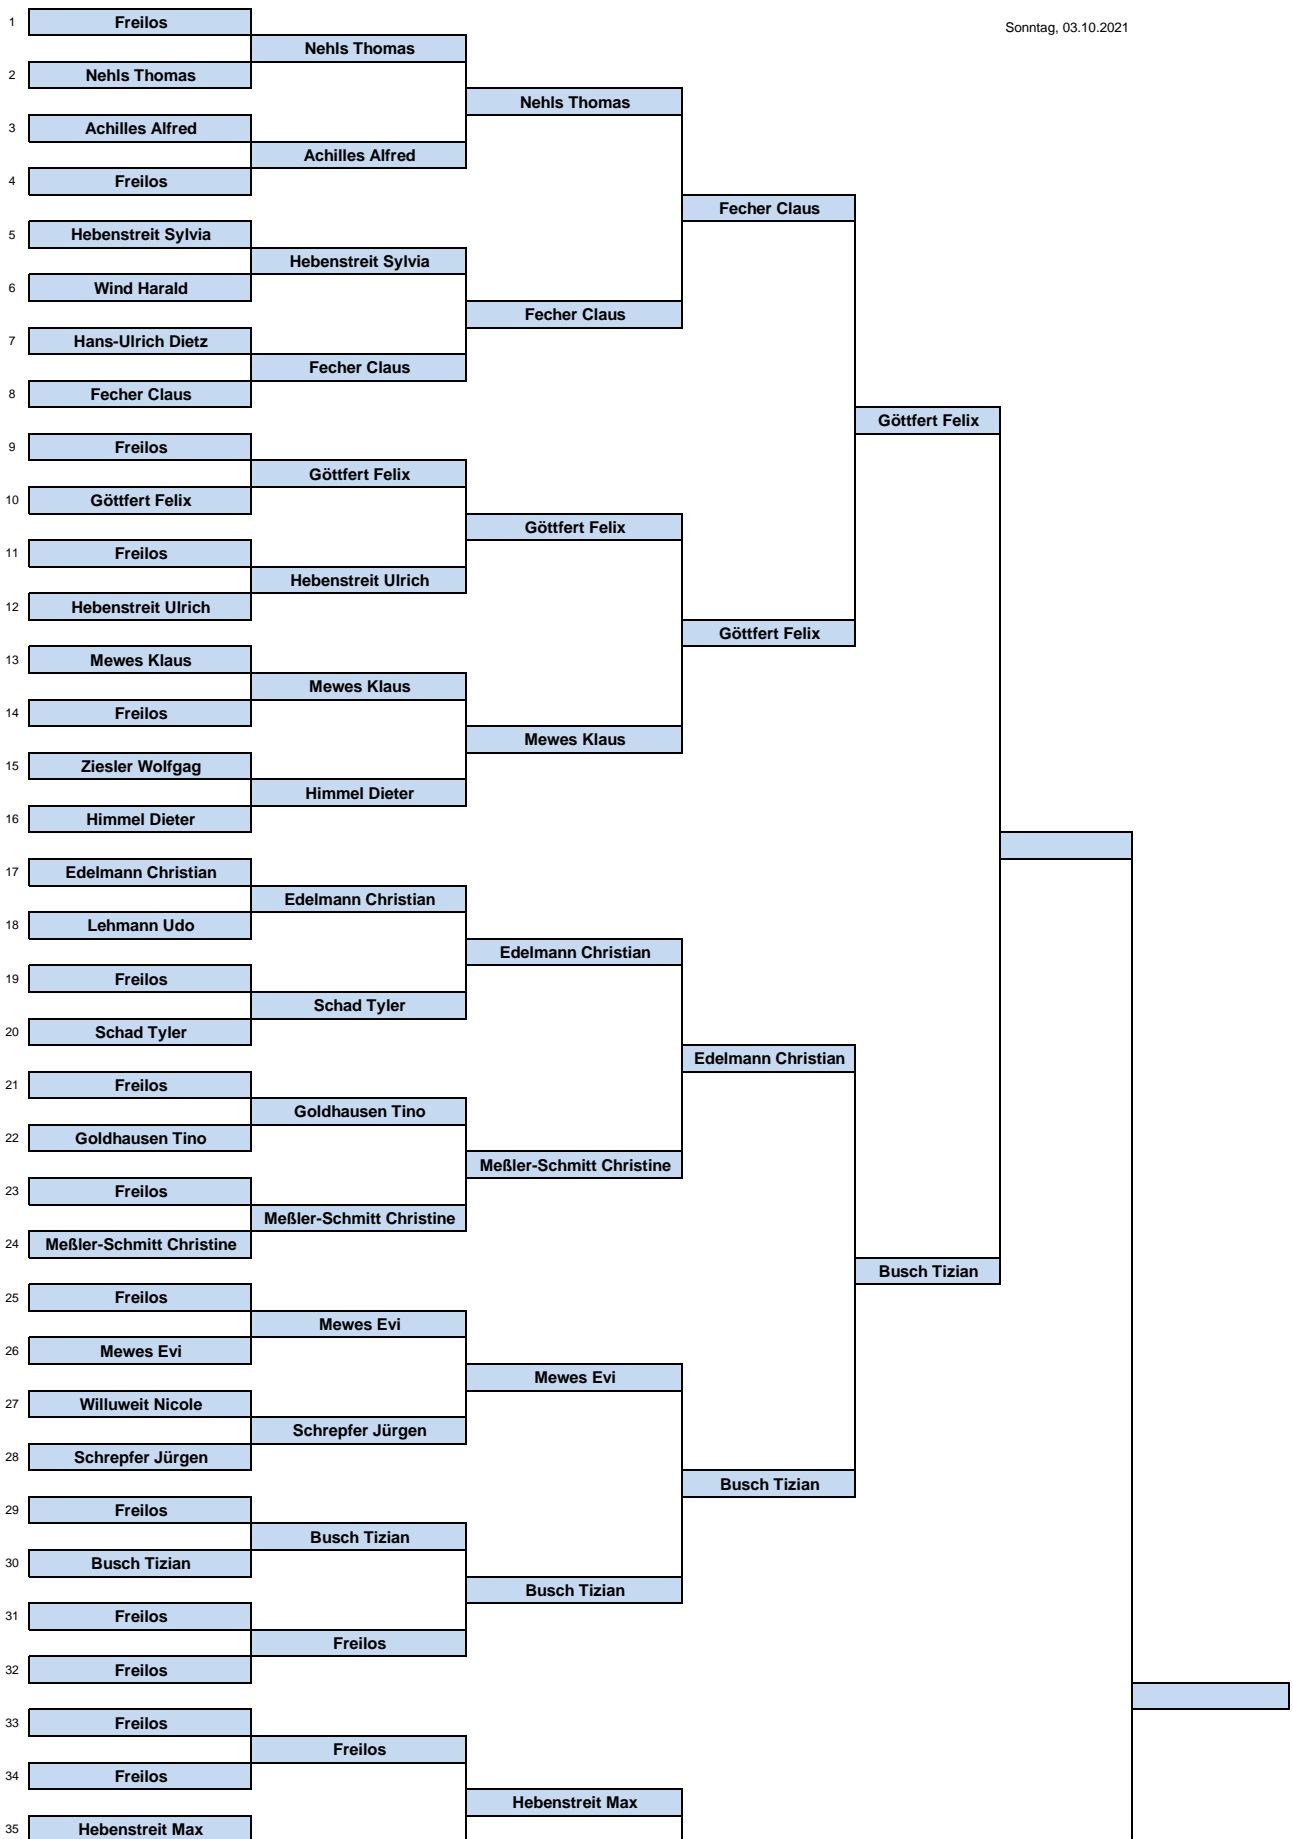 1 Freilos
Sonntag, 03.10.2021
Nehls Thomas
2 Nehls Thomas
Nehls Thomas
3 Achilles Alfred
Achilles Alfred
4 Freilos
Fecher Claus
5 Hebenstreit Sylvia
Hebenstreit Sylvia
6 Wind Harald
Fecher Claus
7 Hans-Ulrich Dietz
Fecher Claus
8 Fecher Claus
Göttfert Felix
9 Freilos
Göttfert Felix
10 Göttfert Felix
Göttfert Felix
11 Freilos
Hebenstreit Ulrich
12 Hebenstreit Ulrich
Göttfert Felix
13 Mewes Klaus
Mewes Klaus
14 Freilos
Mewes Klaus
15 Ziesler Wolfgag
Himmel Dieter
16 Himmel Dieter
17 Edelmann Christian
Edelmann Christian
18 Lehmann Udo
Edelmann Christian
19 Freilos
Schad Tyler
20 Schad Tyler
Edelmann Christian
21 Freilos
Goldhausen Tino
22 Goldhausen Tino
Meßler-Schmitt Christine
23 Freilos
Meßler-Schmitt Christine
24 Meßler-Schmitt Christine
Busch Tizian
25 Freilos
Mewes Evi
26 Mewes Evi
Mewes Evi
27 Willuweit Nicole
Schrepfer Jürgen
28 Schrepfer Jürgen
Busch Tizian
29 Freilos
Busch Tizian
30 Busch Tizian
Busch Tizian
31 Freilos
Freilos
32 Freilos
33 Freilos
Freilos
34 Freilos
Hebenstreit Max
35 Hebenstreit Max